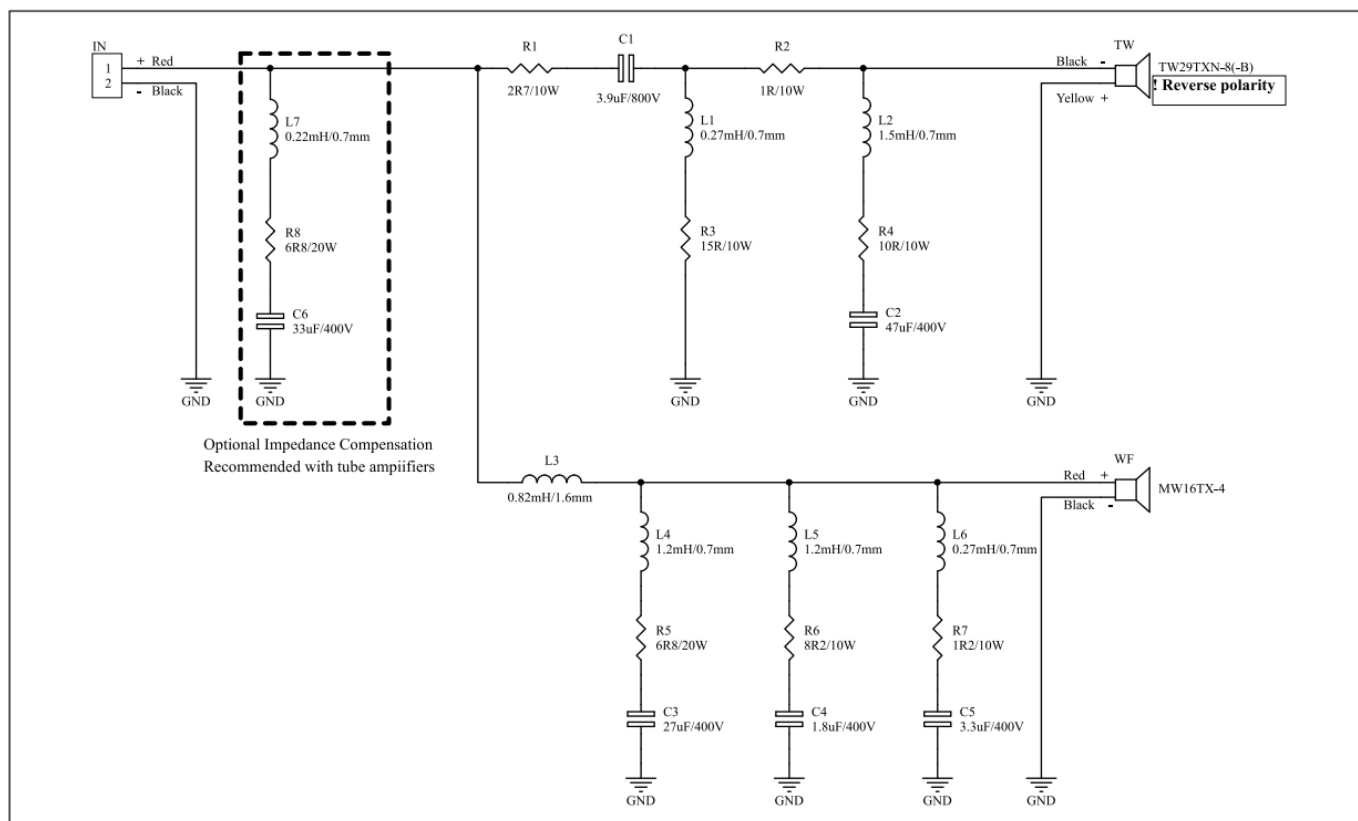 IN
1
2
+ Red
- Black
L7
0.22mH/0.7mm
R8
6R8/20W
C6
33uF/400V
GND
GND
Optional Impedance Compensation
Recommended with tube ampiifiers
R1
2R7/10W
C1
3.9uF/800V
R2
1R/10W
L1
0.27mH/0.7mm
R3
15R/10W
GND
L2
1.5mH/0.7mm
R4
10R/10W
C2
47uF/400V
GND
TW
Black -
Yellow +
TW29TXN-8(-B)
! Reverse polarity
GND
L3
0.82mH/1.6mm
L4
1.2mH/0.7mm
R5
6R8/20W
C3
27uF/400V
GND
L5
1.2mH/0.7mm
R6
8R2/10W
C4
1.8uF/400V
GND
L6
0.27mH/0.7mm
R7
1R2/10W
C5
3.3uF/400V
GND
WF
Red +
Black -
MW16TX-4
GND